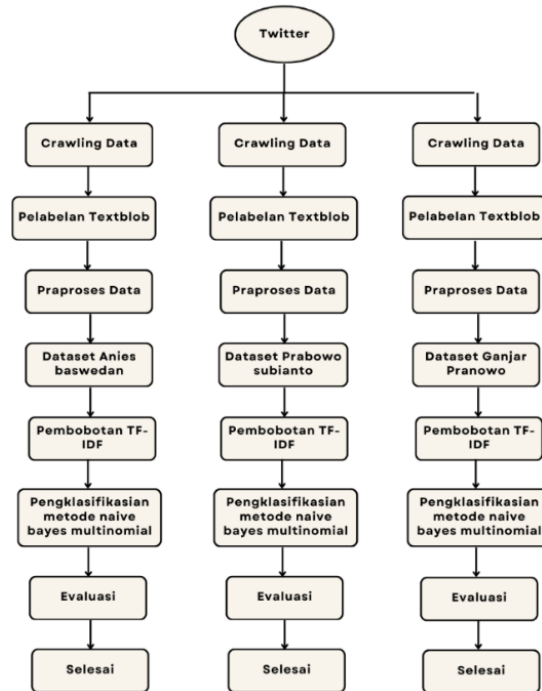 Twitter
Crawling Data
Crawling Data
Crawling Data
Pelabelan Textblob
Pelabelan Textblob
Pelabelan Textblob
Praproses Data
Praproses Data
Praproses Data
Dataset Anies
baswedan
Dataset Prabowo
subianto
Dataset Ganjar
Pranowo
Pembobotan TF-
IDF
Pembobotan TF-
IDF
Pembobotan TF-
IDF
Pengklasifikasian
metode naive
bayes multinomial
Pengklasifikasian
metode naive
bayes multinomial
Pengklasifikasian
metode naive
bayes multinomial
Evaluasi
Evaluasi
Evaluasi
Selesai
Selesai
Selesai